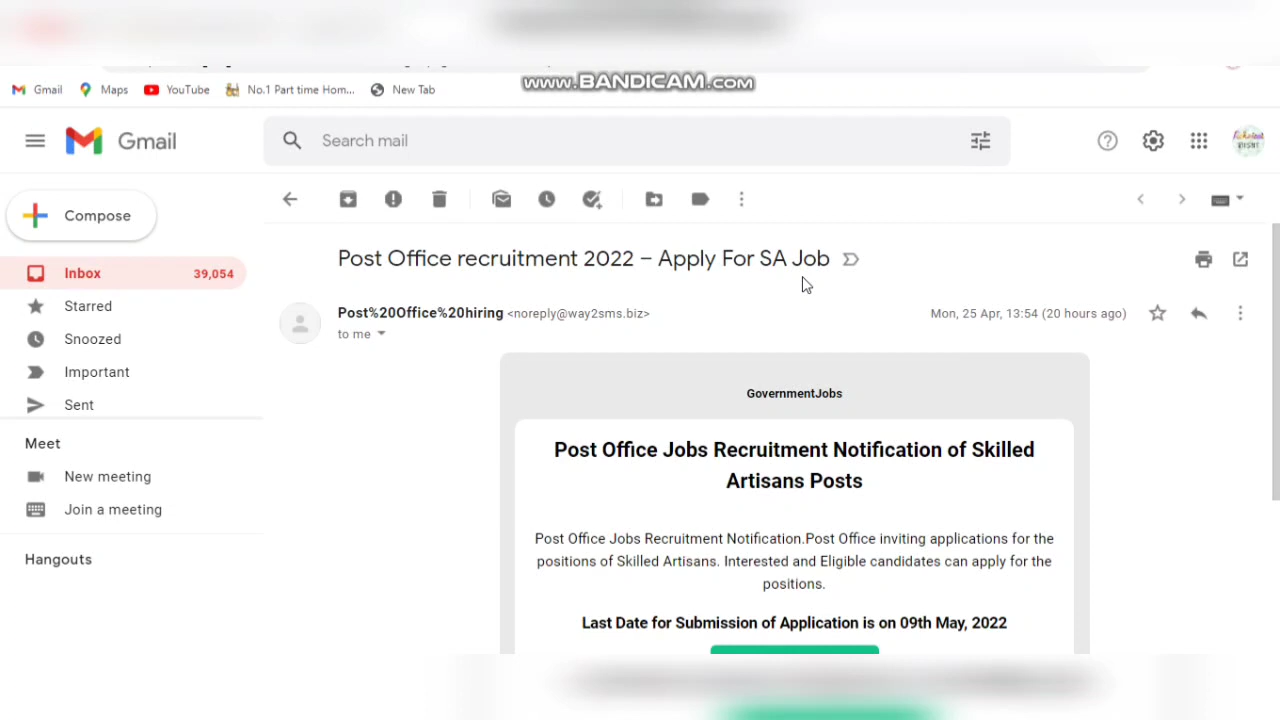 www.BANDICAM.com
Gmail Maps YouTube No.1 Part time Hom... New Tab
Gmail Search mail
Compose
Inbox 39,054
Starred
Snoozed
Important
Sent
Meet
New meeting
Join a meeting
Hangouts
Post Office recruitment 2022 – Apply For SA Job
Post%20Office%20hiring <noreply@way2sms.biz> Mon, 25 Apr, 13:54 (20 hours ago)
to me
GovernmentJobs
Post Office Jobs Recruitment Notification of Skilled
Artisans Posts
Post Office Jobs Recruitment Notification.Post Office inviting applications for the
positions of Skilled Artisans. Interested and Eligible candidates can apply for the
positions.
Last Date for Submission of Application is on 09th May, 2022